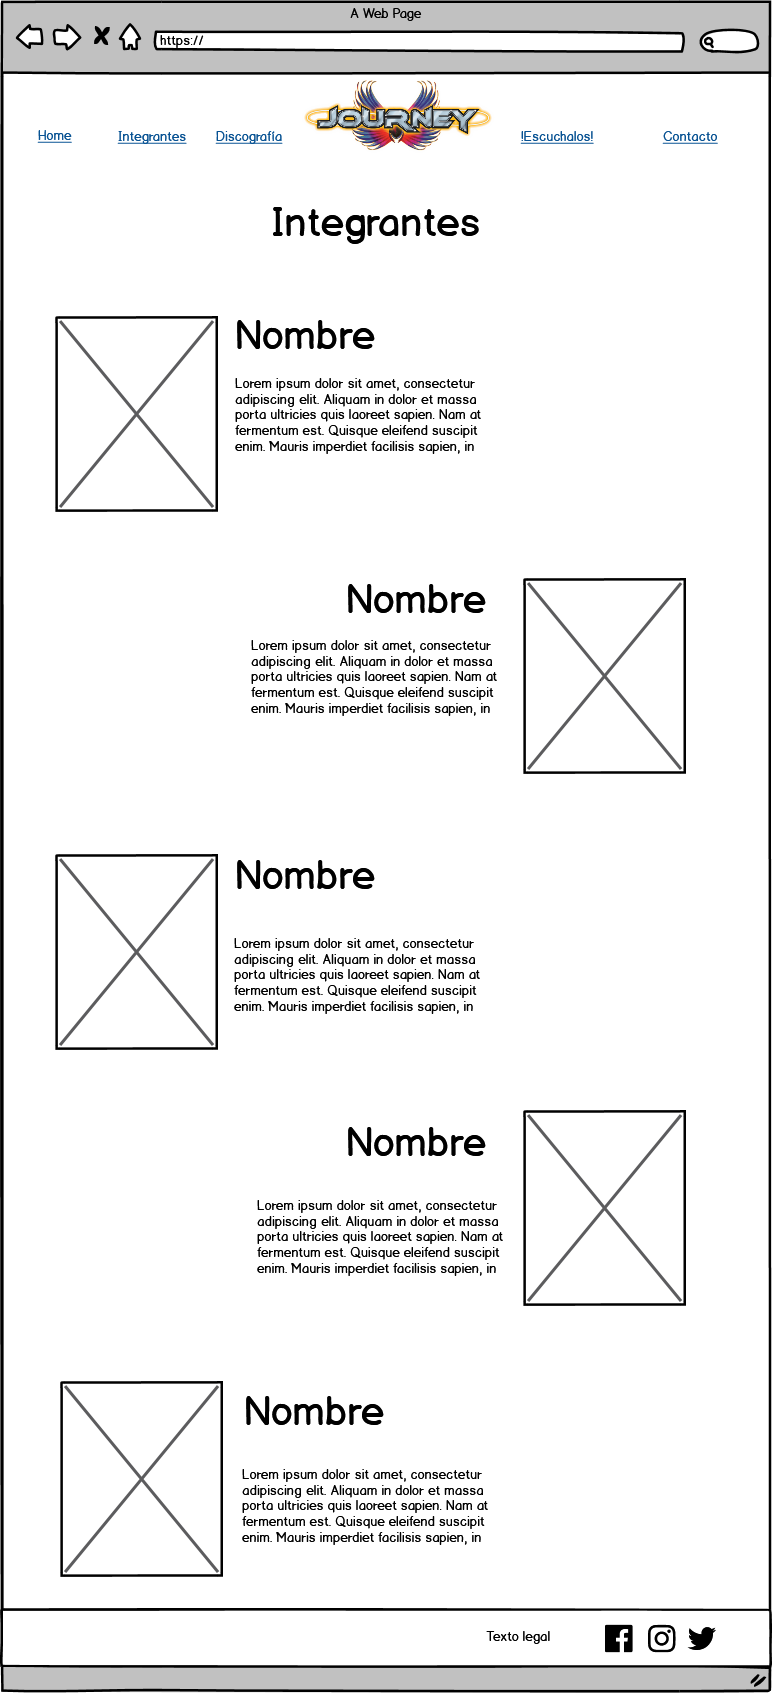 A Web Page
https://
Home Integrantes Discografía JOURNEY !Escuchalos! Contacto
Integrantes
Nombre
Lorem ipsum dolor sit amet, consectetur
adipiscing elit. Aliquam in dolor et massa
porta ultricies quis laoreet sapien. Nam at
fermentum est. Quisque eleifend suscipit
enim. Mauris imperdiet facilisis sapien, in
Nombre
Lorem ipsum dolor sit amet, consectetur
adipiscing elit. Aliquam in dolor et massa
porta ultricies quis laoreet sapien. Nam at
fermentum est. Quisque eleifend suscipit
enim. Mauris imperdiet facilisis sapien, in
Nombre
Lorem ipsum dolor sit amet, consectetur
adipiscing elit. Aliquam in dolor et massa
porta ultricies quis laoreet sapien. Nam at
fermentum est. Quisque eleifend suscipit
enim. Mauris imperdiet facilisis sapien, in
Nombre
Lorem ipsum dolor sit amet, consectetur
adipiscing elit. Aliquam in dolor et massa
porta ultricies quis laoreet sapien. Nam at
fermentum est. Quisque eleifend suscipit
enim. Mauris imperdiet facilisis sapien, in
Nombre
Lorem ipsum dolor sit amet, consectetur
adipiscing elit. Aliquam in dolor et massa
porta ultricies quis laoreet sapien. Nam at
fermentum est. Quisque eleifend suscipit
enim. Mauris imperdiet facilisis sapien, in
Texto legal